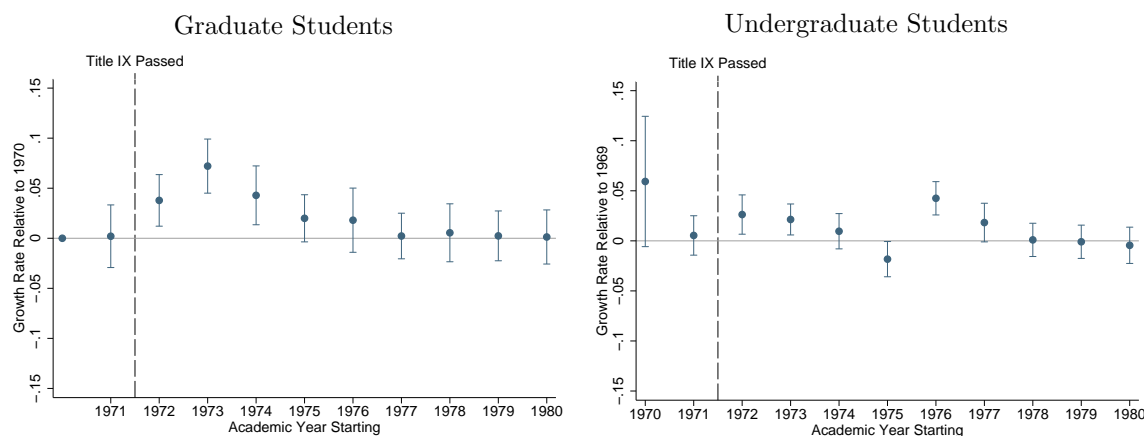 Graduate Students
Title IX Passed
Growth Rate Relative to 1970
.15
.1
.05
0
-.05
-.1
-.15
1971 1972 1973 1974 1975 1976 1977 1978 1979 1980
Academic Year Starting
Undergraduate Students
Title IX Passed
Growth Rate Relative to 1969
.15
.1
.05
0
-.05
-.1
-.15
1970 1971 1972 1973 1974 1975 1976 1977 1978 1979 1980
Academic Year Starting